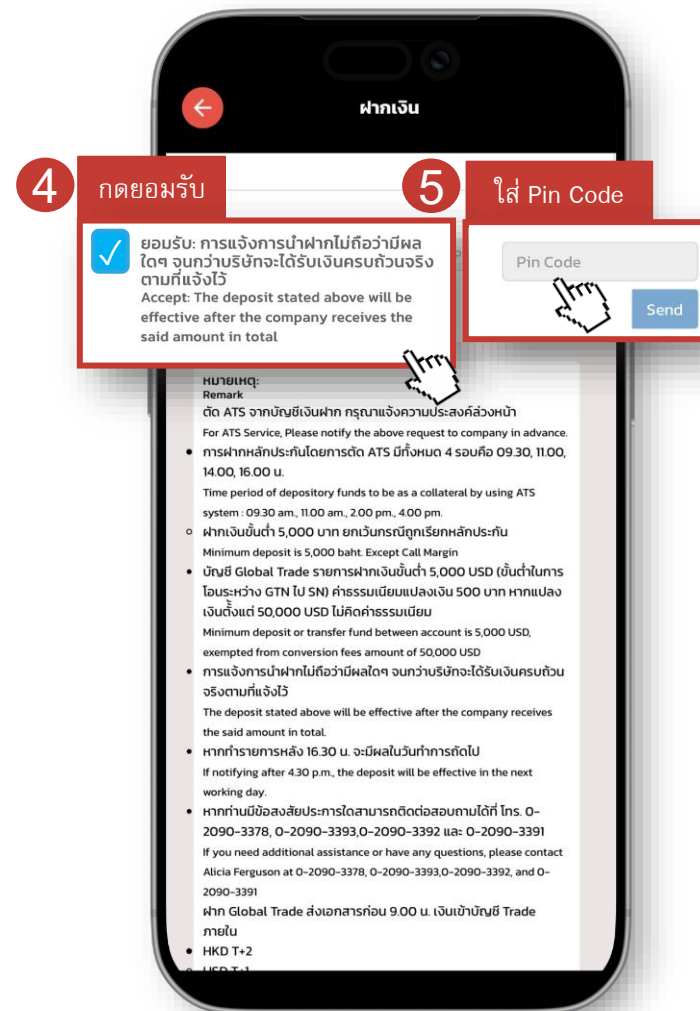 ฝากเงิน
4 กดยอมรับ
ยอมรับ: การแจ้งการนำฝากไม่ถือว่ามีผล
ใดๆ จนกว่าบริษัทจะได้รับเงินครบถ้วนจริง
ตามที่แจ้งไว้
Accept: The deposit stated above will be
effective after the company receives the
said amount in total
5 ใส่ Pin Code
Pin Code
Send
หมายเหตุ:
Remark
ตัด ATS จากบัญชีเงินฝาก กรุณาแจ้งความประสงค์ล่วงหน้า
For ATS Service, Please notify the above request to company in advance.
• การฝากหลักประกันโดยการตัด ATS มีทั้งหมด 4 รอบคือ 09.30, 11.00,
14.00, 16.00 น.
Time period of depository funds to be as a collateral by using ATS
system : 09.30 am., 11.00 am., 2.00 pm., 4.00 pm.
◦ ฝากเงินขั้นต่ำ 5,000 บาท ยกเว้นกรณีถูกเรียกหลักประกัน
Minimum deposit is 5,000 baht. Except Call Margin
• บัญชี Global Trade รายการฝากเงินขั้นต่ำ 5,000 USD (ขั้นต่ำในการ
โอนระหว่าง GTN ไป SN) ค่าธรรมเนียมแปลงเงิน 500 บาท หากแปลง
เงินตั้งแต่ 50,000 USD ไม่คิดค่าธรรมเนียม
Minimum deposit or transfer fund between account is 5,000 USD,
exempted from conversion fees amount of 50,000 USD
• การแจ้งการนำฝากไม่ถือว่ามีผลใดๆ จนกว่าบริษัทจะได้รับเงินครบถ้วน
จริงตามที่แจ้งไว้
The deposit stated above will be effective after the company receives
the said amount in total.
• หากทำรายการหลัง 16.30 น. จะมีผลในวันทำการถัดไป
If notifying after 4.30 p.m., the deposit will be effective in the next
working day.
• หากท่านมีข้อสงสัยประการใดสามารถติดต่อสอบถามได้ที่ โทร. 0-
2090-3378, 0-2090-3393,0-2090-3392 และ 0-2090-3391
If you need additional assistance or have any questions, please contact
Alicia Ferguson at 0-2090-3378, 0-2090-3393,0-2090-3392, and 0-
2090-3391
ฝาก Global Trade ส่งเอกสารก่อน 9.00 น. เงินเข้าบัญชี Trade
ภายใน
• HKD T+2
• USD T+1